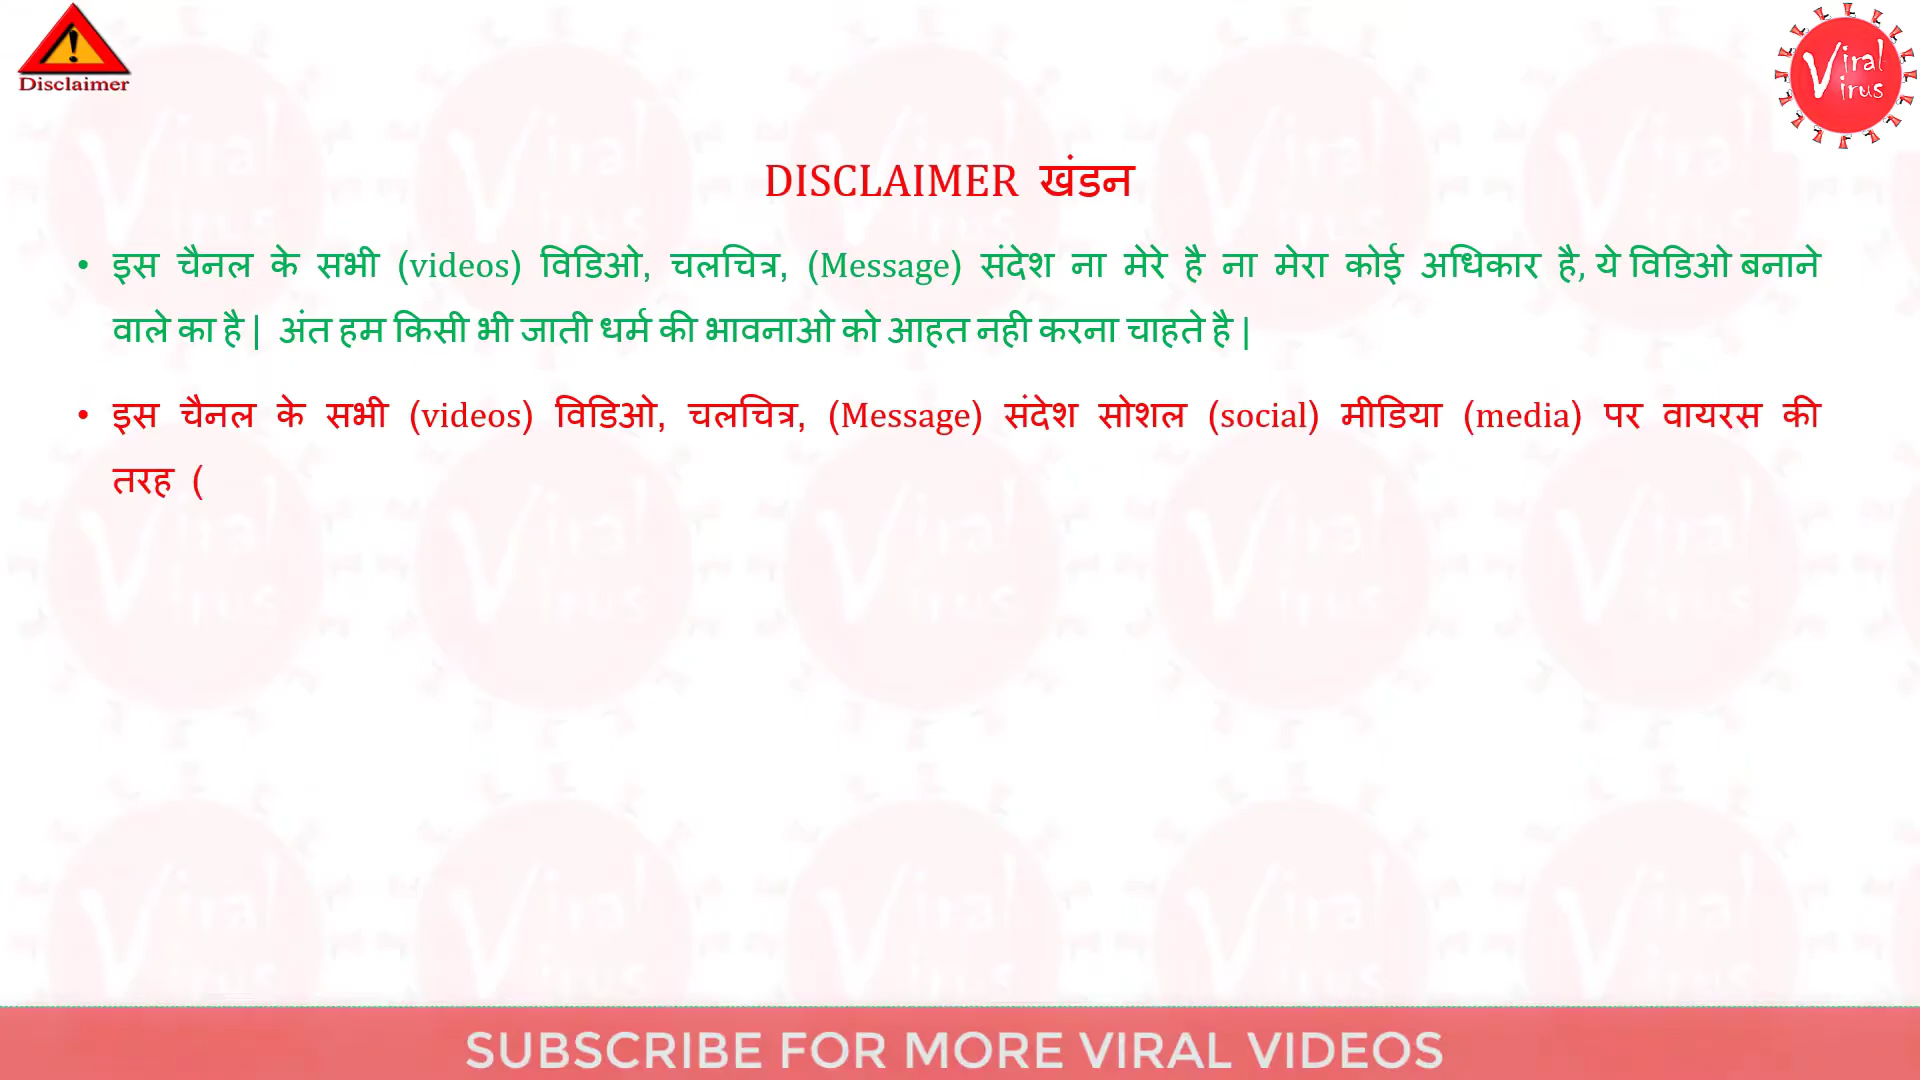 Disclaimer
Viral
Virus
DISCLAIMER खंडन
• इस चैनल के सभी (videos) विडिओ, चलचित्र, (Message) संदेश ना मेरे है ना मेरा कोई अधिकार है, ये विडिओ बनाने
वाले का है | अंत हम किसी भी जाती धर्म की भावनाओ को आहत नही करना चाहते है |
• इस चैनल के सभी (videos) विडिओ, चलचित्र, (Message) संदेश सोशल (social) मीडिया (media) पर वायरस की
तरह (
SUBSCRIBE FOR MORE VIRAL VIDEOS